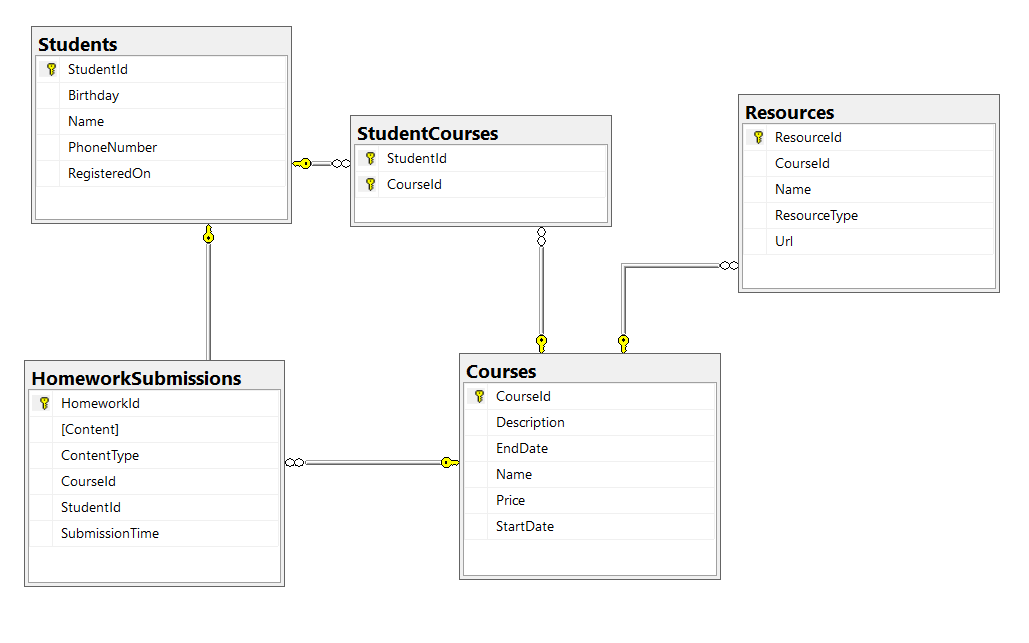 Students
StudentId
Birthday
Name
PhoneNumber
RegisteredOn
StudentCourses
StudentId
CourseId
Resources
ResourceId
CourseId
Name
ResourceType
Url
HomeworkSubmissions
HomeworkId
[Content]
ContentType
CourseId
StudentId
SubmissionTime
Courses
CourseId
Description
EndDate
Name
Price
StartDate